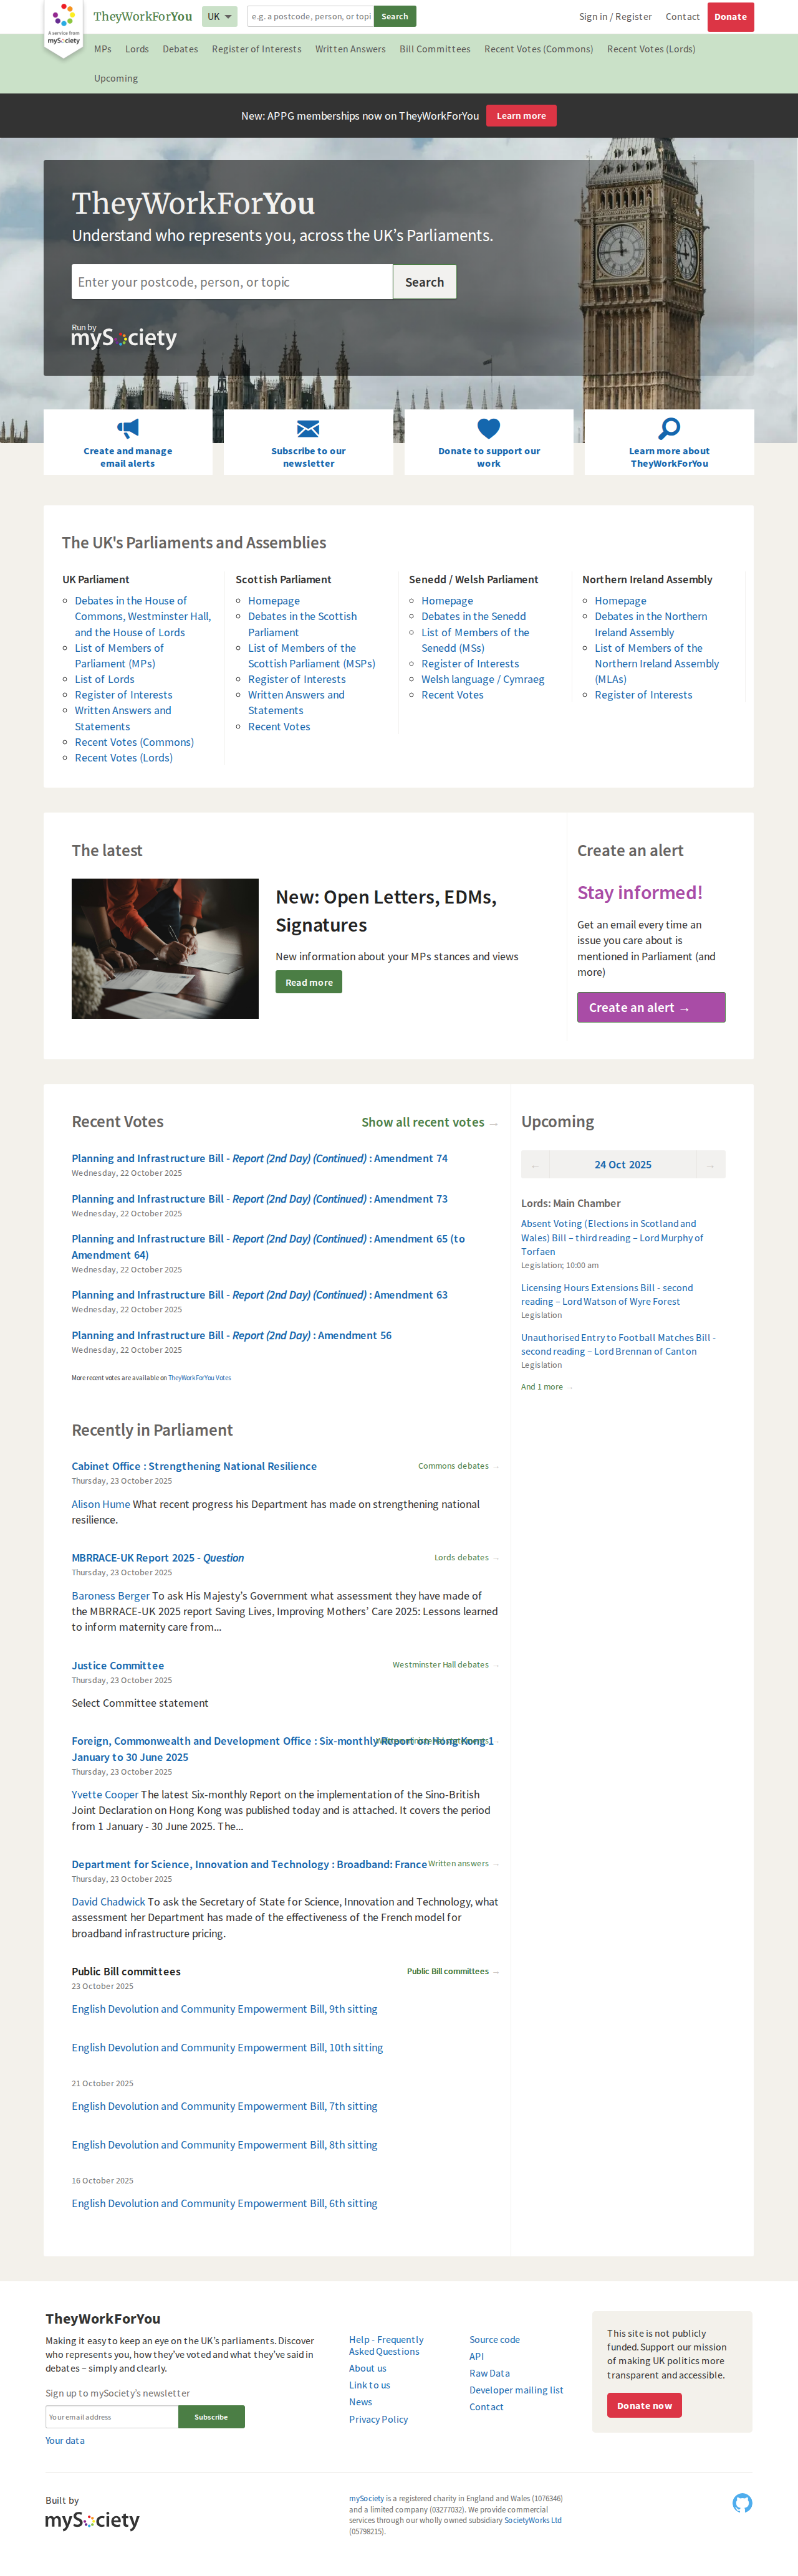 A service from
mySociety
TheyWorkForYou
UK
e.g. a postcode, person, or topi
Search
Sign in / Register
Contact
Donate
MPs
Lords
Debates
Register of Interests
Written Answers
Bill Committees
Recent Votes (Commons)
Recent Votes (Lords)
Upcoming
New: APPG memberships now on TheyWorkForYou
Learn more
TheyWorkForYou
Understand who represents you, across the UK's Parliaments.
Enter your postcode, person, or topic
Search
Run by
mySociety
Create and manage
email alerts
Subscribe to our
newsletter
Donate to support our
work
Learn more about
TheyWorkForYou
The UK's Parliaments and Assemblies
UK Parliament
Debates in the House of
Commons, Westminster Hall,
and the House of Lords
List of Members of
Parliament (MPs)
List of Lords
Register of Interests
Written Answers and
Statements
Recent Votes (Commons)
Recent Votes (Lords)
Scottish Parliament
Homepage
Debates in the Scottish
Parliament
List of Members of the
Scottish Parliament (MSPs)
Register of Interests
Written Answers and
Statements
Recent Votes
Senedd / Welsh Parliament
Homepage
Debates in the Senedd
List of Members of the
Senedd (MSs)
Register of Interests
Welsh language / Cymraeg
Recent Votes
Northern Ireland Assembly
Homepage
Debates in the Northern
Ireland Assembly
List of Members of the
Northern Ireland Assembly
(MLAs)
Register of Interests
The latest
New: Open Letters, EDMs,
Signatures
New information about your MPs stances and views
Read more
Create an alert
Stay informed!
Get an email every time an
issue you care about is
mentioned in Parliament (and
more)
Create an alert →
Recent Votes
Show all recent votes →
Planning and Infrastructure Bill - Report (2nd Day) (Continued) : Amendment 74
Wednesday, 22 October 2025
Planning and Infrastructure Bill - Report (2nd Day) (Continued) : Amendment 73
Wednesday, 22 October 2025
Planning and Infrastructure Bill - Report (2nd Day) (Continued) : Amendment 65 (to
Amendment 64)
Wednesday, 22 October 2025
Planning and Infrastructure Bill - Report (2nd Day) (Continued) : Amendment 63
Wednesday, 22 October 2025
Planning and Infrastructure Bill - Report (2nd Day) : Amendment 56
Wednesday, 22 October 2025
More recent votes are available on TheyWorkForYou Votes
Upcoming
← 24 Oct 2025 →
Lords: Main Chamber
Absent Voting (Elections in Scotland and
Wales) Bill – third reading – Lord Murphy of
Torfaen
Legislation; 10:00 am
Licensing Hours Extensions Bill - second
reading – Lord Watson of Wyre Forest
Legislation
Unauthorised Entry to Football Matches Bill -
second reading – Lord Brennan of Canton
Legislation
And 1 more →
Recently in Parliament
Cabinet Office : Strengthening National Resilience
Commons debates →
Thursday, 23 October 2025
Alison Hume What recent progress his Department has made on strengthening national
resilience.
MBRRACE-UK Report 2025 - Question
Lords debates →
Thursday, 23 October 2025
Baroness Berger To ask His Majesty's Government what assessment they have made of
the MBRRACE-UK 2025 report Saving Lives, Improving Mothers' Care 2025: Lessons learned
to inform maternity care from...
Justice Committee
Westminster Hall debates →
Thursday, 23 October 2025
Select Committee statement
Foreign, Commonwealth and Development Office : Six-monthly Report on Hong Kong 1
January to 30 June 2025
Thursday, 23 October 2025
Yvette Cooper The latest Six-monthly Report on the implementation of the Sino-British
Joint Declaration on Hong Kong was published today and is attached. It covers the period
from 1 January - 30 June 2025. The...
Department for Science, Innovation and Technology : Broadband: France
Written answers →
Thursday, 23 October 2025
David Chadwick To ask the Secretary of State for Science, Innovation and Technology, what
assessment her Department has made of the effectiveness of the French model for
broadband infrastructure pricing.
Public Bill committees
Public Bill committees →
23 October 2025
English Devolution and Community Empowerment Bill, 9th sitting
English Devolution and Community Empowerment Bill, 10th sitting
21 October 2025
English Devolution and Community Empowerment Bill, 7th sitting
English Devolution and Community Empowerment Bill, 8th sitting
16 October 2025
English Devolution and Community Empowerment Bill, 6th sitting
TheyWorkForYou
Making it easy to keep an eye on the UK's parliaments. Discover
who represents you, how they've voted and what they've said in
debates – simply and clearly.
Sign up to mySociety's newsletter
Your email address
Subscribe
Your data
Help - Frequently
Asked Questions
About us
Link to us
News
Privacy Policy
Source code
API
Raw Data
Developer mailing list
Contact
This site is not publicly
funded. Support our mission
of making UK politics more
transparent and accessible.
Donate now
Built by
mySociety
mySociety is a registered charity in England and Wales (1076346)
and a limited company (03277032). We provide commercial
services through our wholly owned subsidiary SocietyWorks Ltd
(05798215).